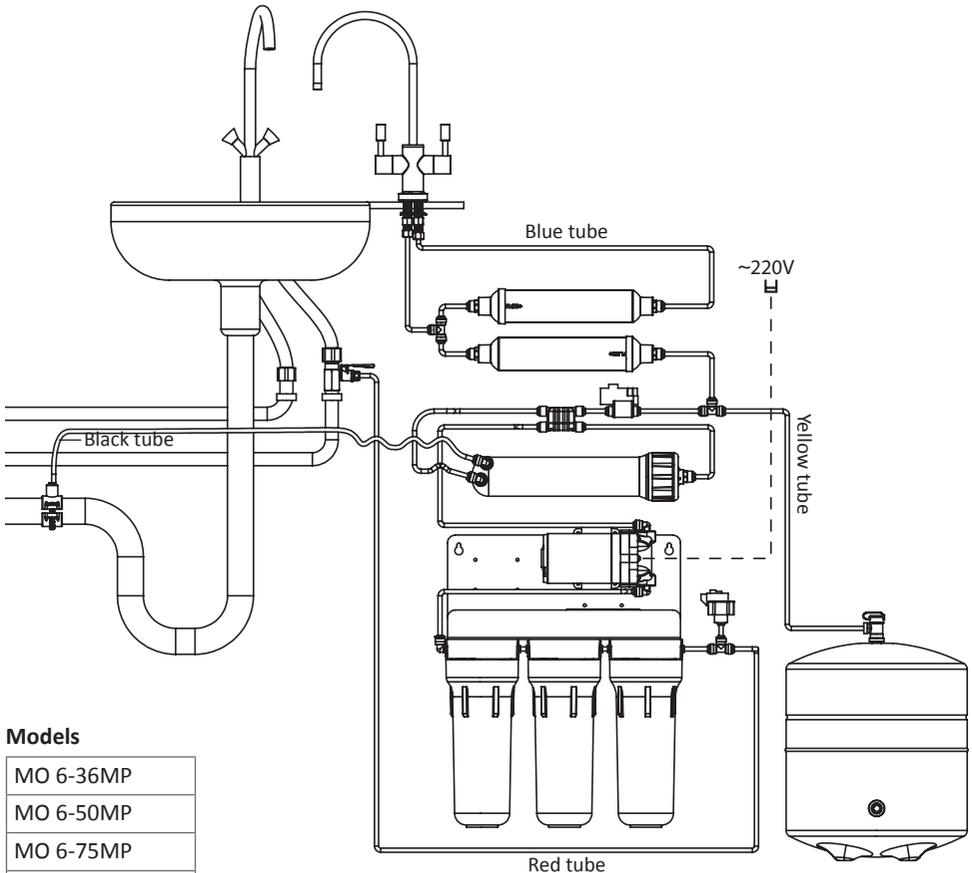 Blue tube
~220V
Black tube
Yellow tube
Models
MO 6-36MP
MO 6-50MP
MO 6-75MP
Red tube